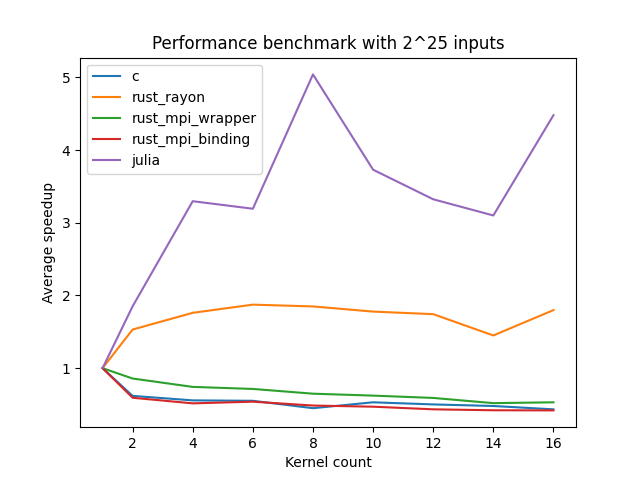 Performance benchmark with 2^25 inputs
c
rust_rayon
rust_mpi_wrapper
rust_mpi_binding
julia
Average speedup
5
4
3
2
1
2 4 6 8 10 12 14 16
Kernel count